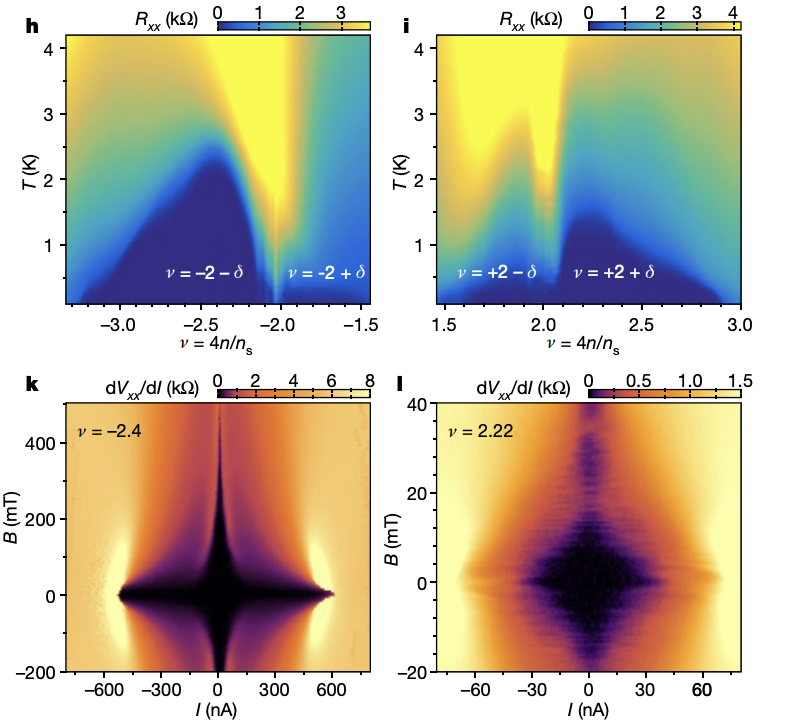 h R_xx (kΩ) 0 1 2 3
i R_xx (kΩ) 0 1 2 3 4
T (K)
4
3
2
1
ν = −2 − δ ν = -2 + δ
−3.0 −2.5 −2.0 −1.5
ν = 4n/n_s
T (K)
4
3
2
1
ν = +2 − δ ν = +2 + δ
1.5 2.0 2.5 3.0
ν = 4n/n_s
k dV_xx/dI (kΩ) 0 2 4 6 8
l dV_xx/dI (kΩ) 0 0.5 1.0 1.5
ν = −2.4
B (mT)
400
200
0
−200
−600 −300 0 300 600
I (nA)
ν = 2.22
B (mT)
40
20
0
−20
−60 −30 0 30 60
I (nA)